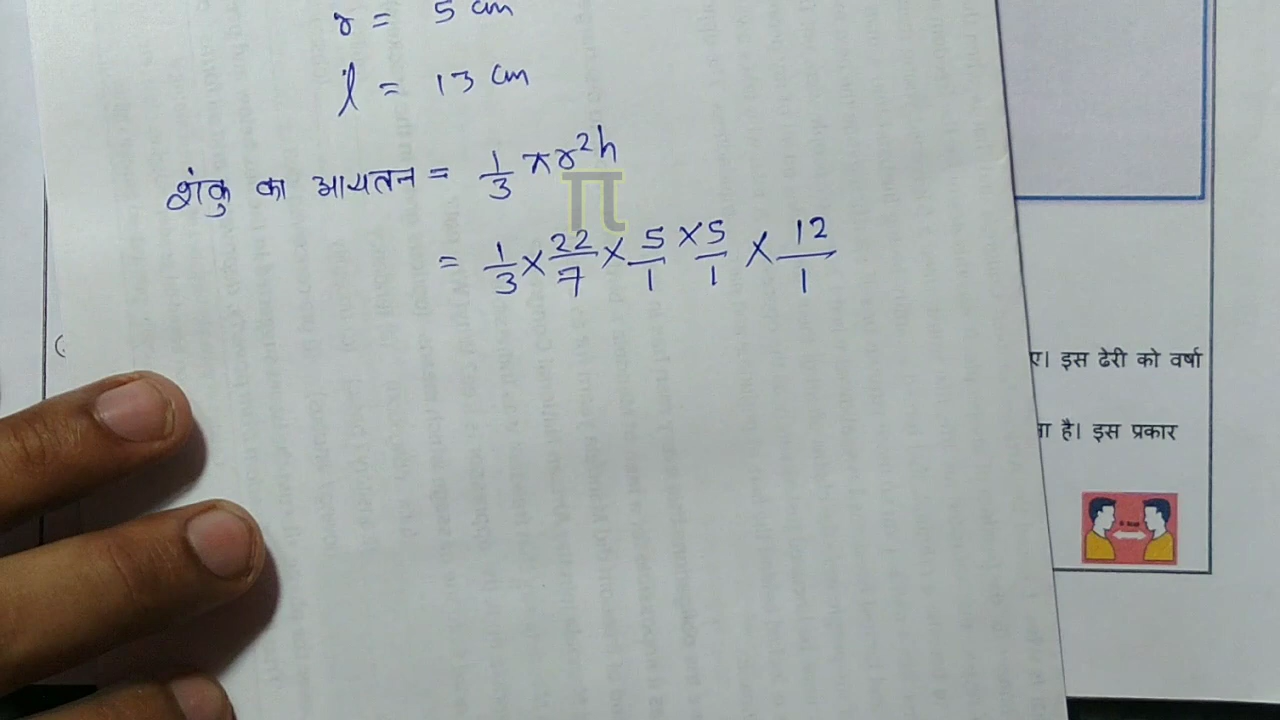 r = 5 cm
l = 13 cm
शंकु का आयतन = 1/3 πr²h
π
= 1/3 × 22/7 × 5/1 × 5/1 × 12/1
(
ए। इस ढेरी को वर्षा
ा है। इस प्रकार